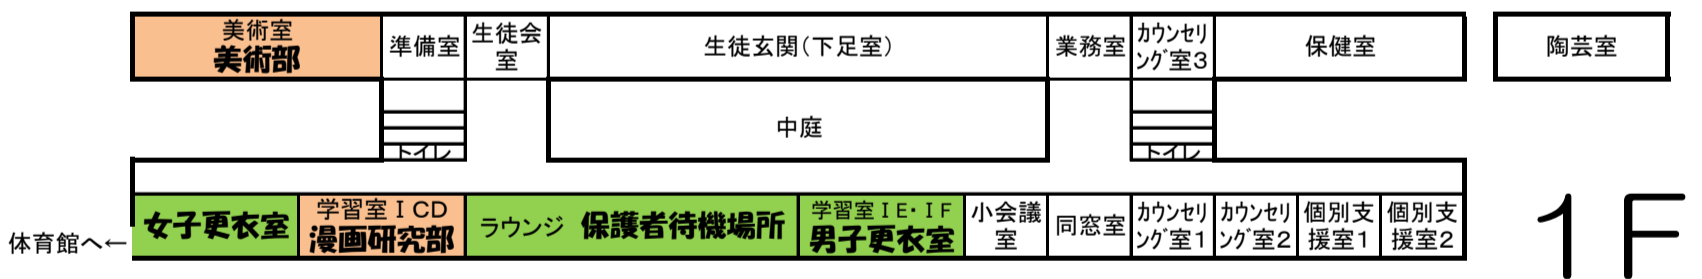 美術室
美術部
準備室
生徒会
室
生徒玄関(下足室)
業務室
カウンセリ
ング室3
保健室
陶芸室
中庭
トイレ
トイレ
女子更衣室
学習室ⅠCD
漫画研究部
ラウンジ 保護者待機場所
学習室ⅠE・ⅠF
男子更衣室
小会議
室
同窓室
カウンセリ
ング室1
カウンセリ
ング室2
個別支
援室1
個別支
援室2
体育館へ←
1F